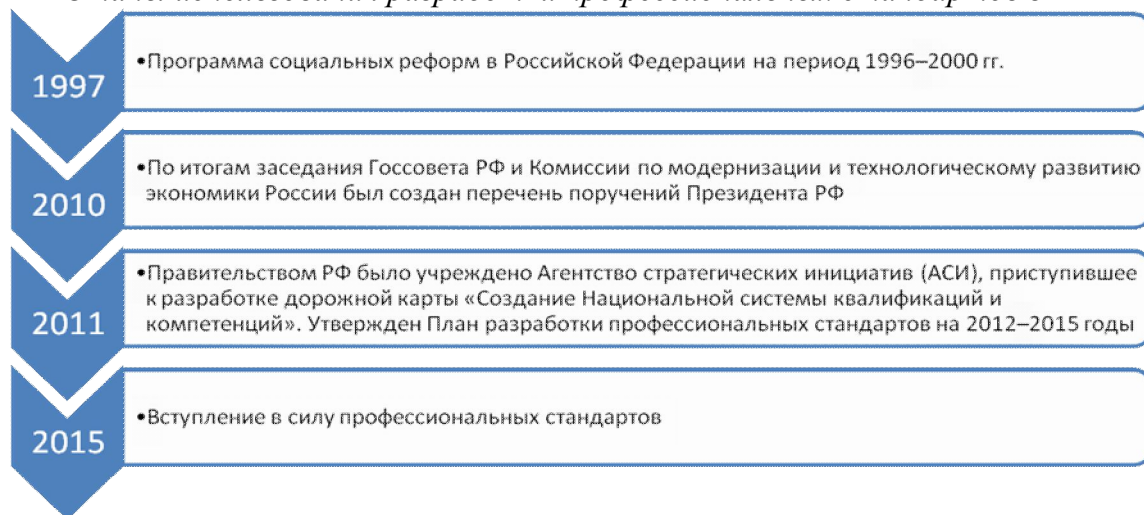 1997
•Программа социальных реформ в Российской Федерации на период 1996–2000 гг.
2010
•По итогам заседания Госсовета РФ и Комиссии по модернизации и технологическому развитию
экономики России был создан перечень поручений Президента РФ
2011
•Правительством РФ было учреждено Агентство стратегических инициатив (АСИ), приступившее
к разработке дорожной карты «Создание Национальной системы квалификаций и
компетенций». Утвержден План разработки профессиональных стандартов на 2012–2015 годы
2015
•Вступление в силу профессиональных стандартов